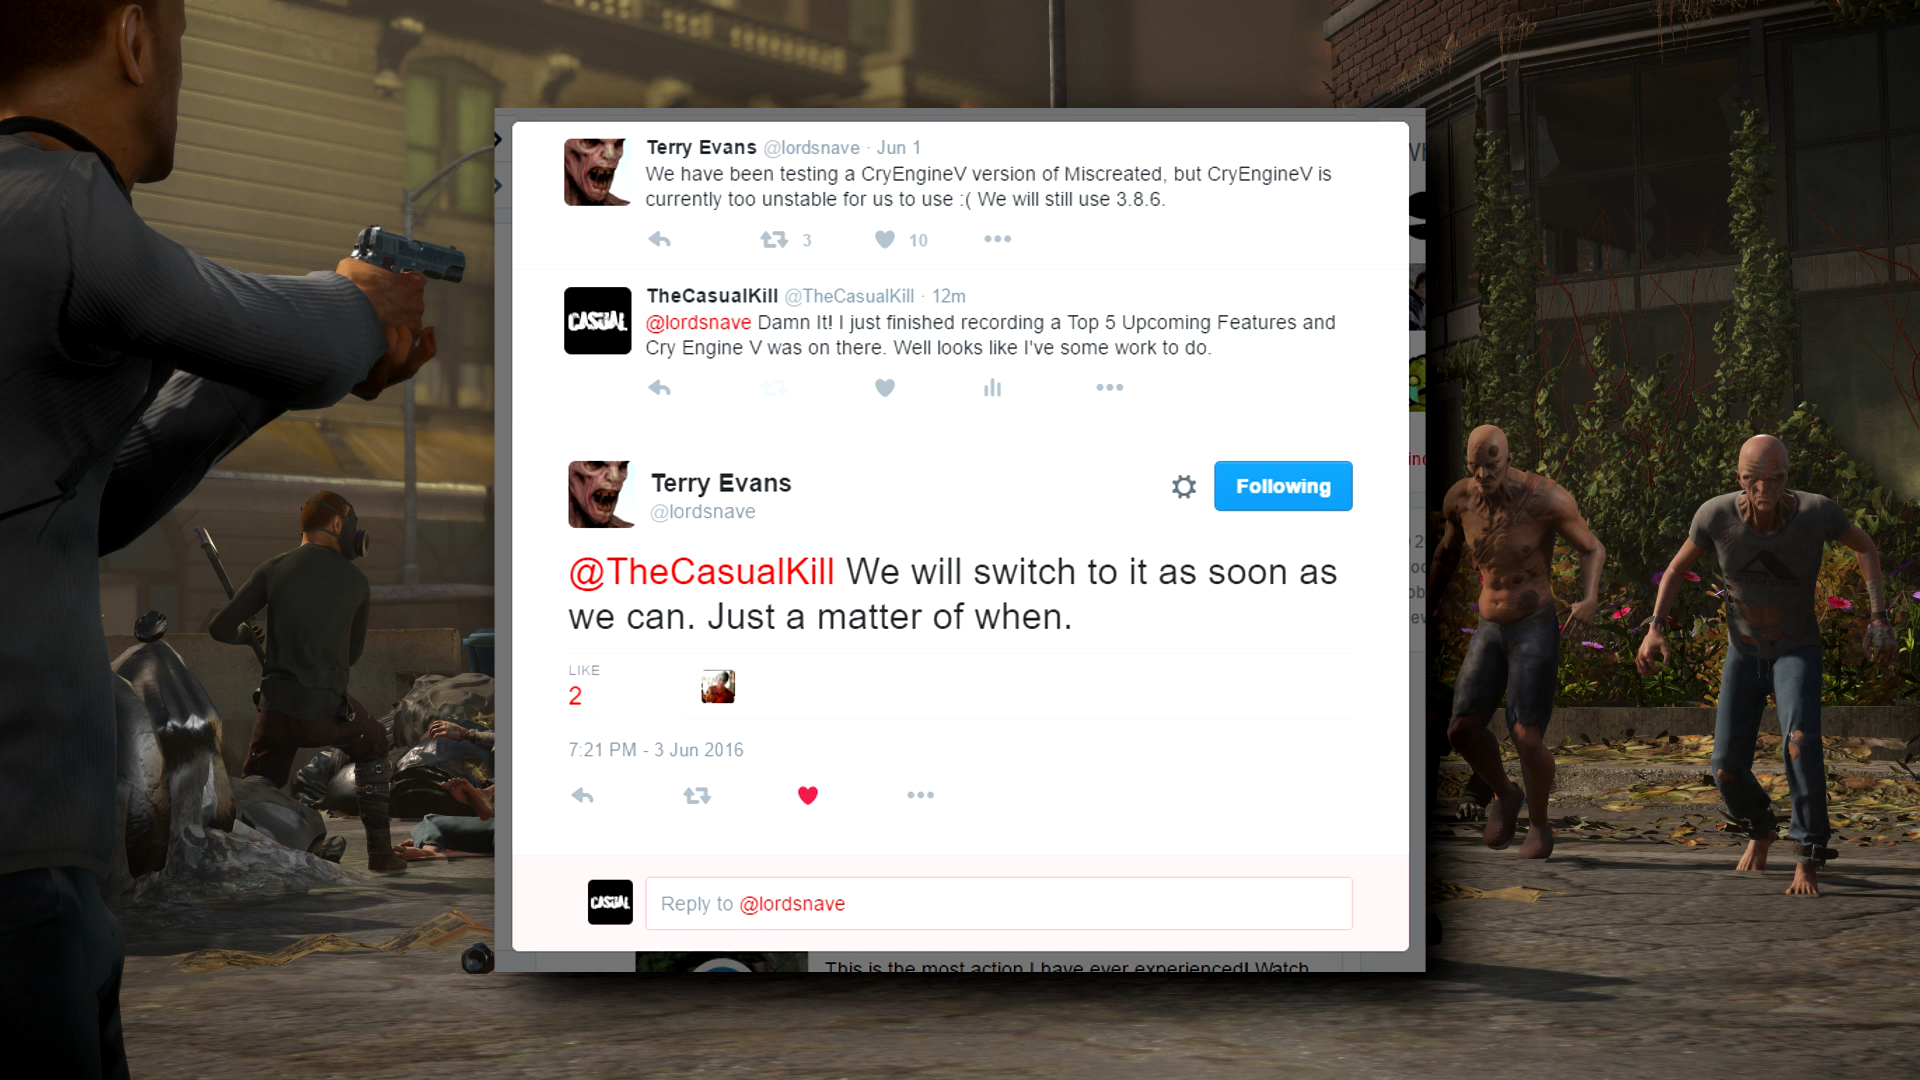 Terry Evans @lordsnave · Jun 1
We have been testing a CryEngineV version of Miscreated, but CryEngineV is
currently too unstable for us to use :( We will still use 3.8.6.
3 10
CASUAL
TheCasualKill @TheCasualKill · 12m
@lordsnave Damn It! I just finished recording a Top 5 Upcoming Features and
Cry Engine V was on there. Well looks like I've some work to do.
Terry Evans
@lordsnave
Following
@TheCasualKill We will switch to it as soon as
we can. Just a matter of when.
LIKE
2
7:21 PM - 3 Jun 2016
CASUAL
Reply to @lordsnave
This is the most action I have ever experienced! Watch